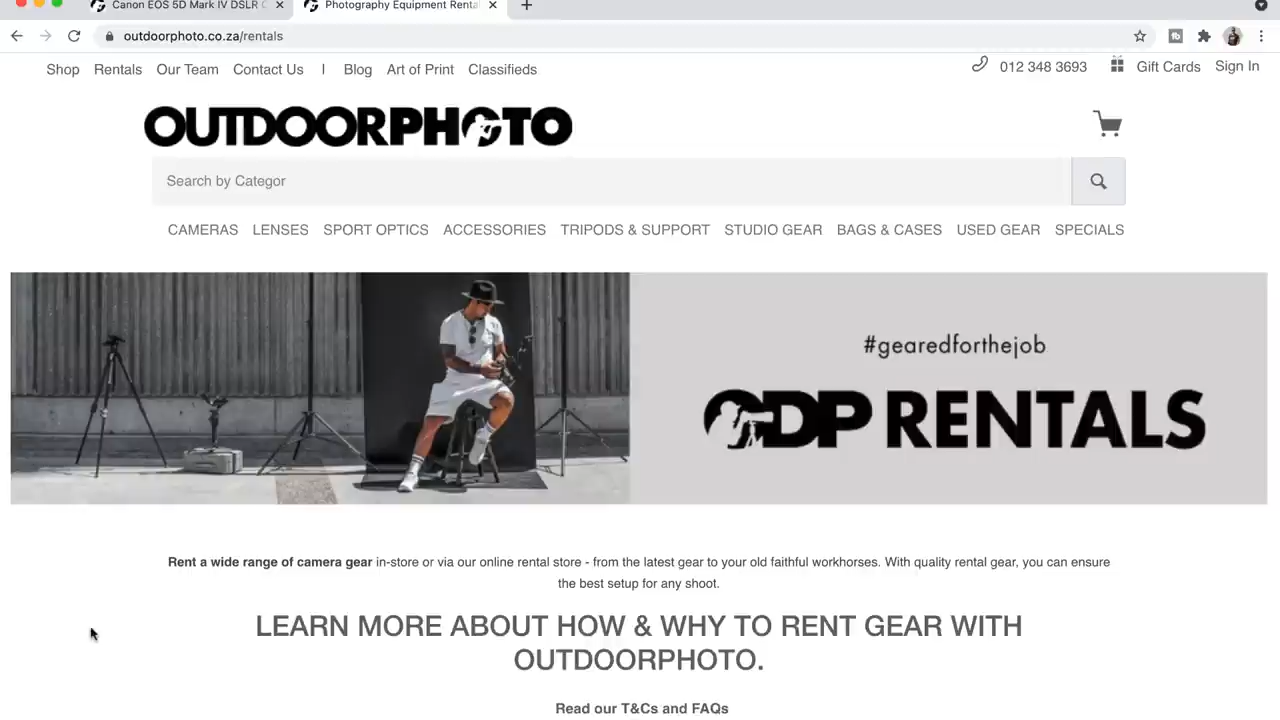 Canon EOS 5D Mark IV DSLR
Photography Equipment Renta
outdoorphoto.co.za/rentals
Shop Rentals Our Team Contact Us | Blog Art of Print Classifieds
012 348 3693 Gift Cards Sign In
OUTDOORPHOTO
Search by Categor
CAMERAS LENSES SPORT OPTICS ACCESSORIES TRIPODS & SUPPORT STUDIO GEAR BAGS & CASES USED GEAR SPECIALS
#gearedforthejob
ODP RENTALS
Rent a wide range of camera gear in-store or via our online rental store - from the latest gear to your old faithful workhorses. With quality rental gear, you can ensure
the best setup for any shoot.
LEARN MORE ABOUT HOW & WHY TO RENT GEAR WITH
OUTDOORPHOTO.
Read our T&Cs and FAQs